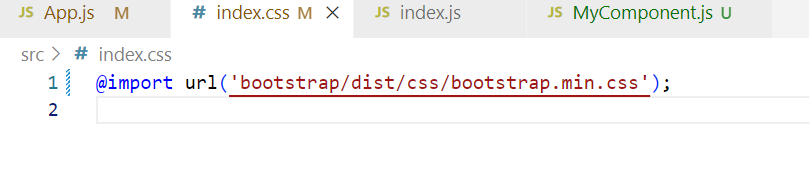 JS App.js M # index.css M × JS index.js JS MyComponent.js U
src > # index.css
1 @import url('bootstrap/dist/css/bootstrap.min.css');
2